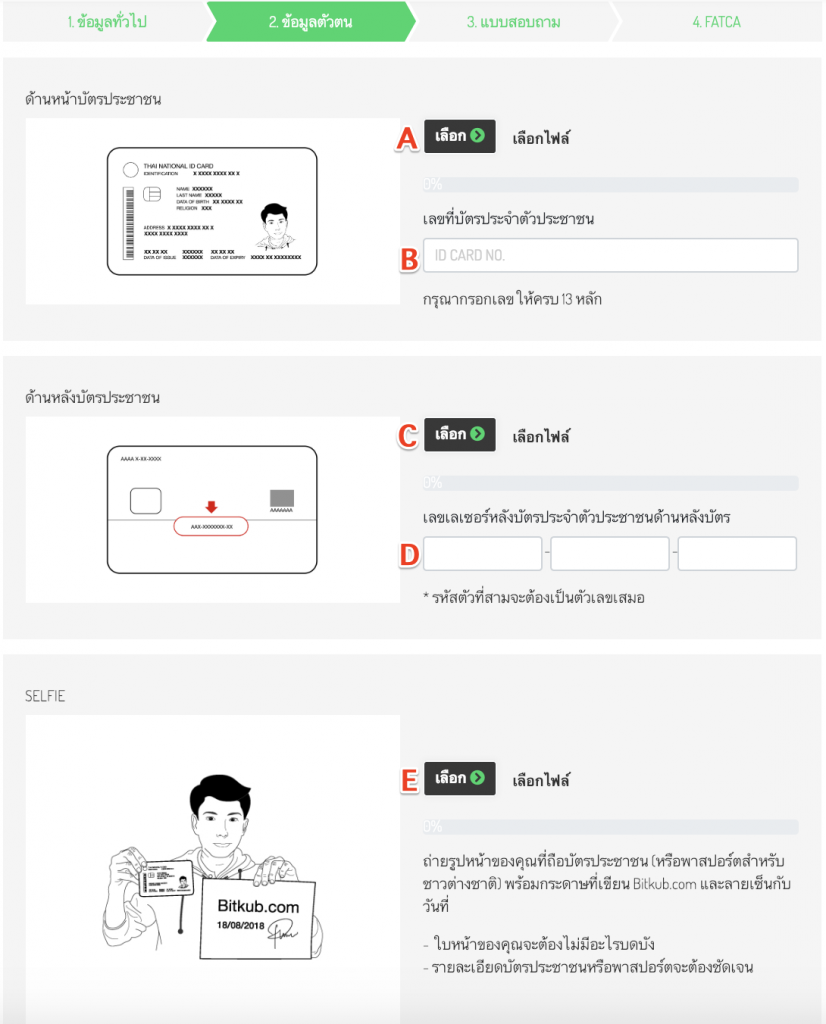 1. ข้อมูลทั่วไป
2. ข้อมูลตัวตน
3. แบบสอบถาม
4. FATCA
ด้านหน้าบัตรประชาชน
THAI NATIONAL ID CARD
IDENTIFICATION X XXXX XXXX XX X
NAME XXXXXX
LAST NAME XXXXX
DATA OF BIRTH XX XXXX XX
RELIGION XXX
ADDRESS X XXXX XXXX XX X
XXXX XXXX XXXX
XX XX XX XXXXXX XX XX XX
DATA OF ISSUE XXXXXX DATA OF EXPIRY XXXX XX XXXXXXXX
A เลือก เลือกไฟล์
0%
เลขที่บัตรประจำตัวประชาชน
B ID CARD NO.
กรุณากรอกเลข ให้ครบ 13 หลัก
ด้านหลังบัตรประชาชน
AAAA X-XX-XXXX
AAAAAAA
AAX-XXXXXXX-XX
C เลือก เลือกไฟล์
0%
เลขเลเซอร์หลังบัตรประจำตัวประชาชนด้านหลังบัตร
D - -
* รหัสตัวที่สามจะต้องเป็นตัวเลขเสมอ
SELFIE
Bitkub.com
18/08/2018
E เลือก เลือกไฟล์
0%
ถ่ายรูปหน้าของคุณที่ถือบัตรประชาชน (หรือพาสปอร์ตสำหรับ
ชาวต่างชาติ) พร้อมกระดาษที่เขียน Bitkub.com และลายเซ็นกับ
วันที่
- ใบหน้าของคุณจะต้องไม่มีอะไรบดบัง
- รายละเอียดบัตรประชาชนหรือพาสปอร์ตจะต้องชัดเจน